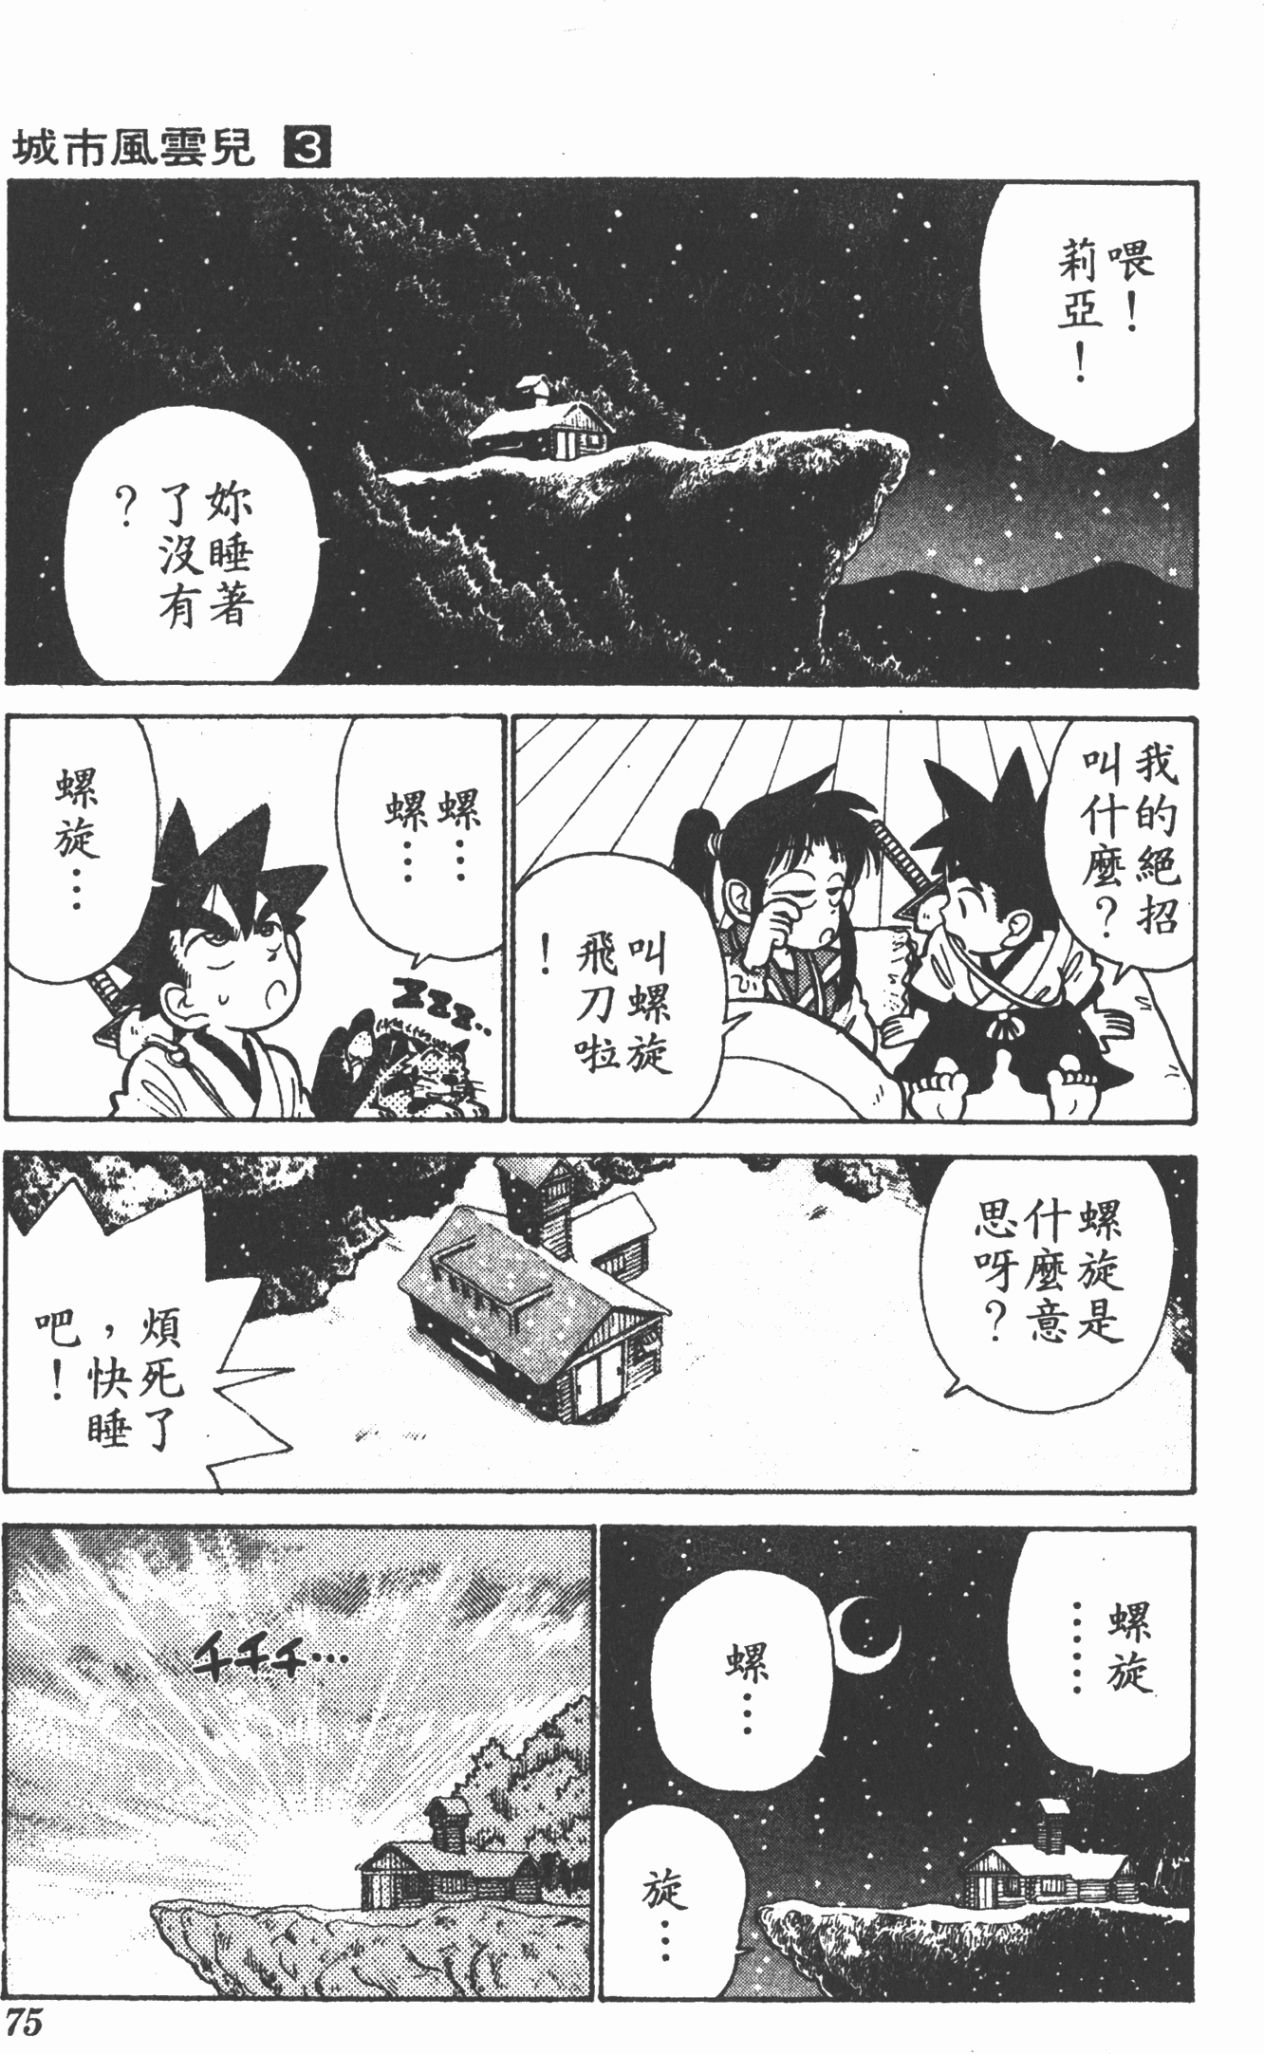 城市風雲兒 3
喂！
莉亞！
妳睡著
了沒有
？
我的絕招
叫什麼？
叫螺旋
飛刀啦
！
螺……
螺……
螺旋…
ZZZ..
螺旋是
什麼意
思呀？
煩死了
，快睡
吧！
螺旋
……
螺…
旋…
チチチ…
75